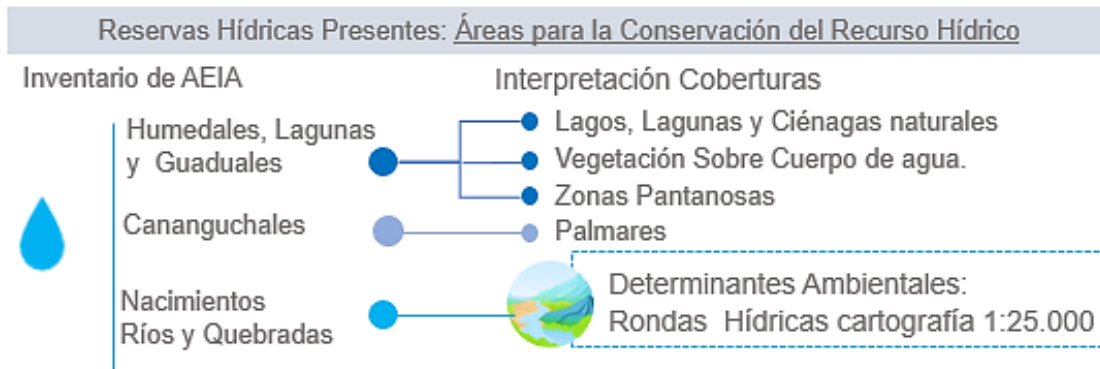 Reservas Hídricas Presentes: Áreas para la Conservación del Recurso Hídrico
Inventario de AEIA
Interpretación Coberturas
Humedales, Lagunas
y Guaduales
Lagos, Lagunas y Ciénagas naturales
Vegetación Sobre Cuerpo de agua.
Zonas Pantanosas
Cananguchales
Palmares
Nacimientos
Ríos y Quebradas
Determinantes Ambientales:
Rondas Hídricas cartografía 1:25.000